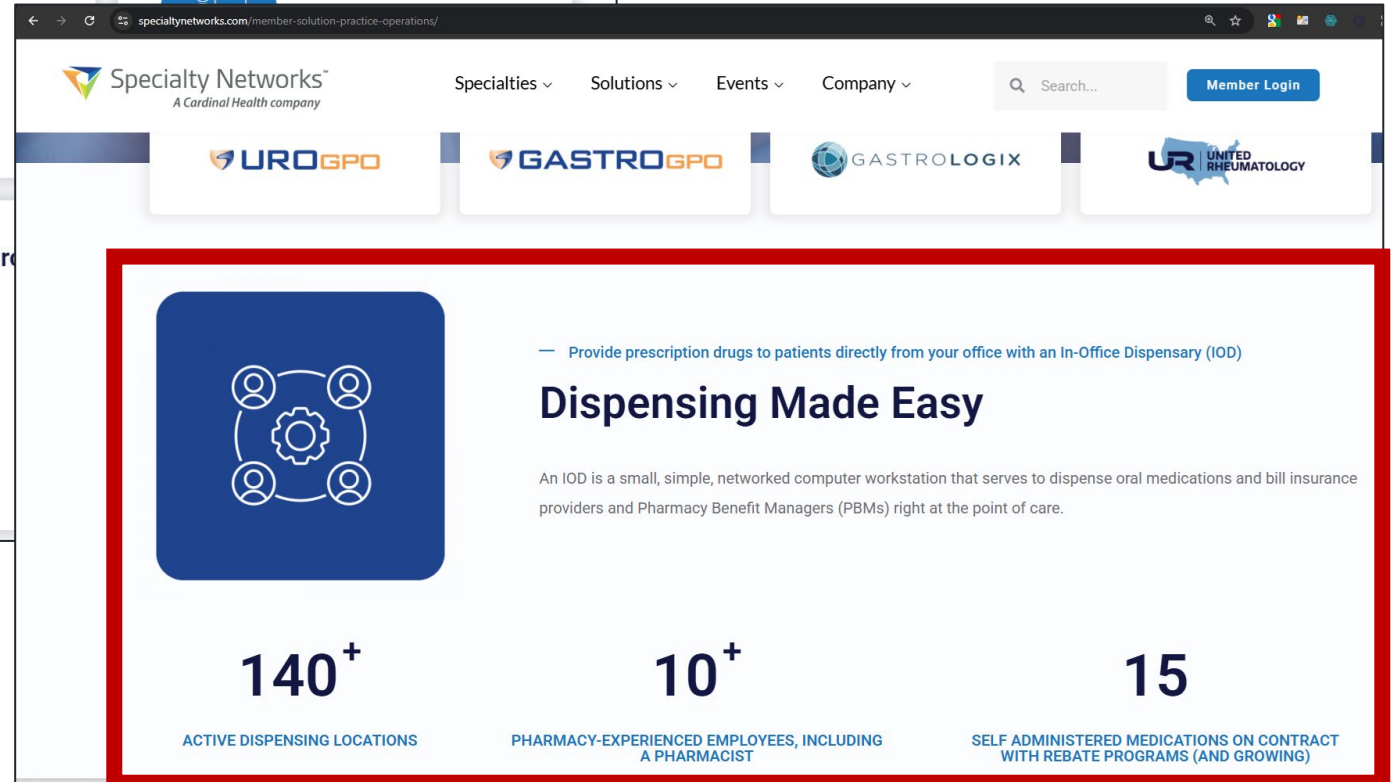 specialtynetworks.com/member-solution-practice-operations/
Specialty Networks™
A Cardinal Health company
Specialties
Solutions
Events
Company
Search...
Member Login
UROGPO
GASTROGPO
GASTROLOGIX
UR UNITED RHEUMATOLOGY
— Provide prescription drugs to patients directly from your office with an In-Office Dispensary (IOD)
Dispensing Made Easy
An IOD is a small, simple, networked computer workstation that serves to dispense oral medications and bill insurance
providers and Pharmacy Benefit Managers (PBMs) right at the point of care.
140+
10+
15
ACTIVE DISPENSING LOCATIONS
PHARMACY-EXPERIENCED EMPLOYEES, INCLUDING
A PHARMACIST
SELF ADMINISTERED MEDICATIONS ON CONTRACT
WITH REBATE PROGRAMS (AND GROWING)